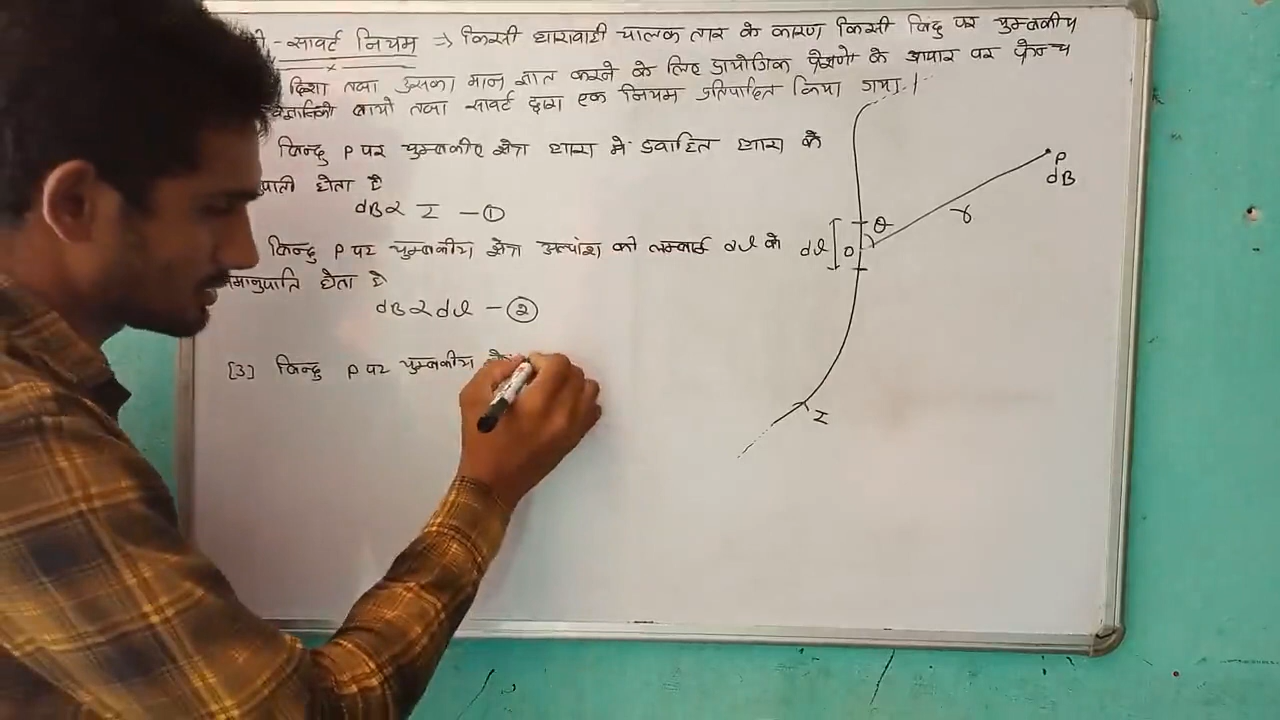 - सावर्ट नियम ⇒ किसी धारावाही चालक तार के कारण किसी बिंदु पर चुम्बकीय
दिशा तथा उसका मान ज्ञात करने के लिए प्रायोगिक प्रेक्षणो के आधार पर फ्रेन्च
वैज्ञानिको बायो तथा सावर्ट द्वारा एक नियम प्रतिपादित किया गया।
बिन्दु P पर चुम्बकीय क्षेत्र धारा में प्रवाहित धारा के
पाती होता है
dB ∝ I - ①
बिन्दु P पर चुम्बकीय क्षेत्र अल्पांश की लम्बाई dl के
मानुपाति होता है
dB ∝ dl - ②
[3] बिन्दु P पर चुम्बकीय
P
dB
r
θ
dl
O
I